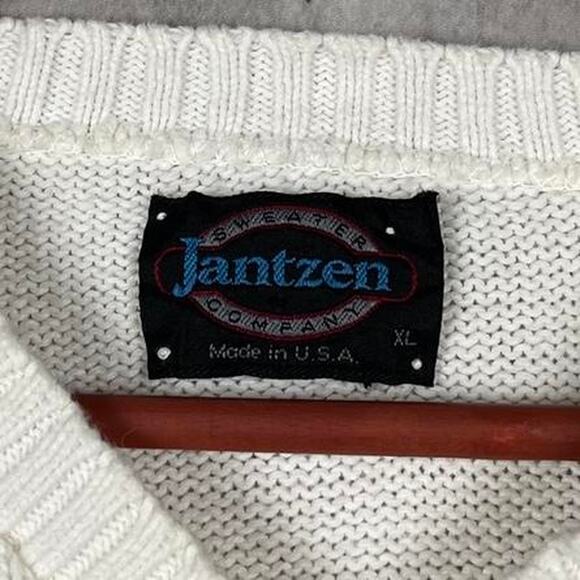 SWEATER
Jantzen
COMPANY
XL
Made in U.S.A.